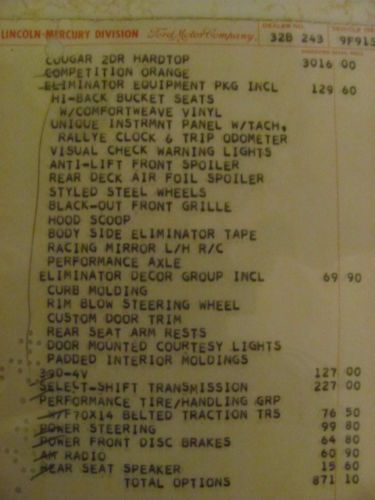 LINCOLN-MERCURY DIVISION Ford Motor Company DEALER NO.
32B 243 9F915
COUGAR 2DR HARDTOP 3016 00
COMPETITION ORANGE
ELIMINATOR EQUIPMENT PKG INCL 129 60
HI-BACK BUCKET SEATS
W/COMFORTWEAVE VINYL
UNIQUE INSTRMNT PANEL W/TACH,
RALLYE CLOCK & TRIP ODOMETER
VISUAL CHECK WARNING LIGHTS
ANTI-LIFT FRONT SPOILER
REAR DECK AIR FOIL SPOILER
STYLED STEEL WHEELS
BLACK-OUT FRONT GRILLE
HOOD SCOOP
BODY SIDE ELIMINATOR TAPE
RACING MIRROR L/H R/C
PERFORMANCE AXLE
ELIMINATOR DECOR GROUP INCL 69 90
CURB MOLDING
RIM BLOW STEERING WHEEL
CUSTOM DOOR TRIM
REAR SEAT ARM RESTS
DOOR MOUNTED COURTESY LIGHTS
PADDED INTERIOR MOLDINGS
390-4V 127 00
SELECT-SHIFT TRANSMISSION 227 00
PERFORMANCE TIRE/HANDLING GRP
W/F70X14 BELTED TRACTION TRS 76 50
POWER STEERING 99 80
POWER FRONT DISC BRAKES 64 80
AM RADIO 60 90
REAR SEAT SPEAKER 15 60
TOTAL OPTIONS 871 10